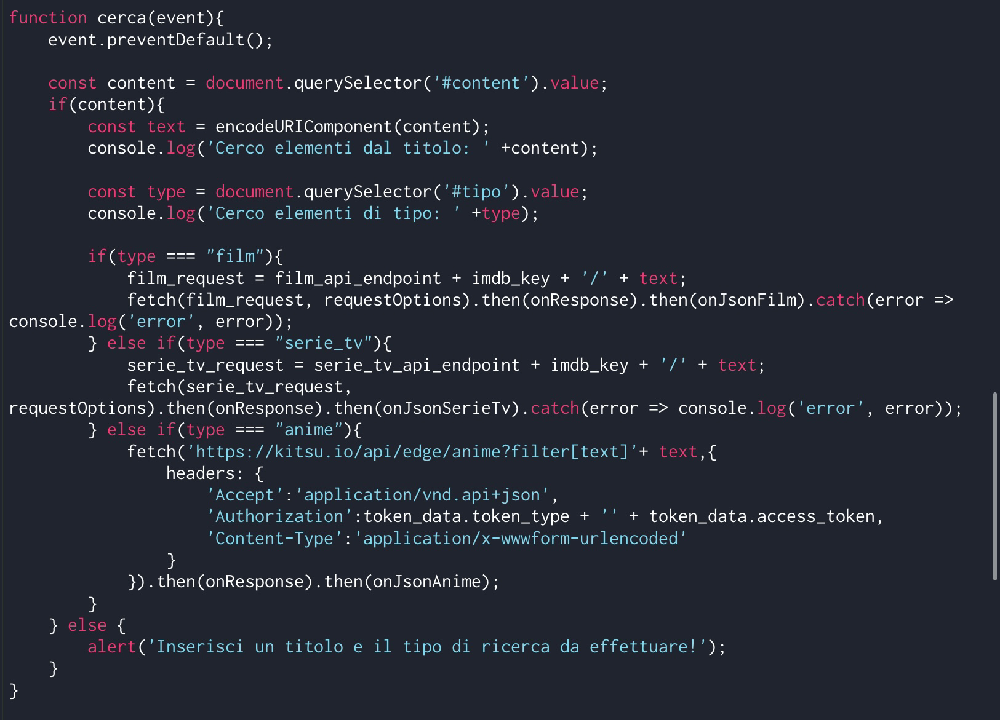 function cerca(event){
    event.preventDefault();

    const content = document.querySelector('#content').value;
    if(content){
        const text = encodeURIComponent(content);
        console.log('Cerco elementi dal titolo: ' +content);

        const type = document.querySelector('#tipo').value;
        console.log('Cerco elementi di tipo: ' +type);

        if(type === "film"){
            film_request = film_api_endpoint + imdb_key + '/' + text;
            fetch(film_request, requestOptions).then(onResponse).then(onJsonFilm).catch(error =>
console.log('error', error));
        } else if(type === "serie_tv"){
            serie_tv_request = serie_tv_api_endpoint + imdb_key + '/' + text;
            fetch(serie_tv_request,
requestOptions).then(onResponse).then(onJsonSerieTv).catch(error => console.log('error', error));
        } else if(type === "anime"){
            fetch('https://kitsu.io/api/edge/anime?filter[text]'+ text,{
                headers: {
                    'Accept':'application/vnd.api+json',
                    'Authorization':token_data.token_type + '' + token_data.access_token,
                    'Content-Type':'application/x-wwwform-urlencoded'
                }
            }).then(onResponse).then(onJsonAnime);
        }
    } else {
        alert('Inserisci un titolo e il tipo di ricerca da effettuare!');
    }
}